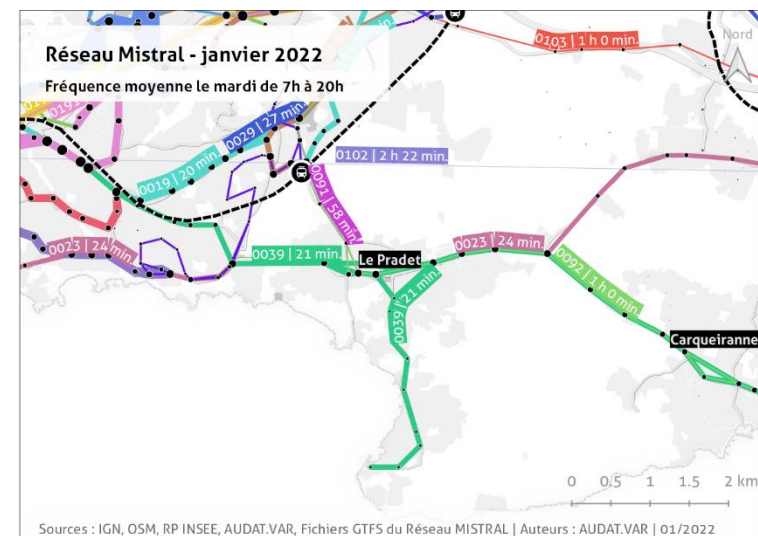 Réseau Mistral - janvier 2022
Fréquence moyenne le mardi de 7h à 20h
0103 | 1 h 0 min.
Nord
0191
0029 | 27 min.
0019 | 20 min.
0102 | 2 h 22 min.
0091 | 58 min.
0023 | 24 min.
0039 | 21 min.
Le Pradet
0023 | 24 min.
0039 | 21 min.
0092 | 1 h 0 min.
Carqueiranne
0 0,5 1 1.5 2 km
Sources : IGN, OSM, RP INSEE, AUDAT.VAR, Fichiers GTFS du Réseau MISTRAL | Auteurs : AUDAT.VAR | 01/2022